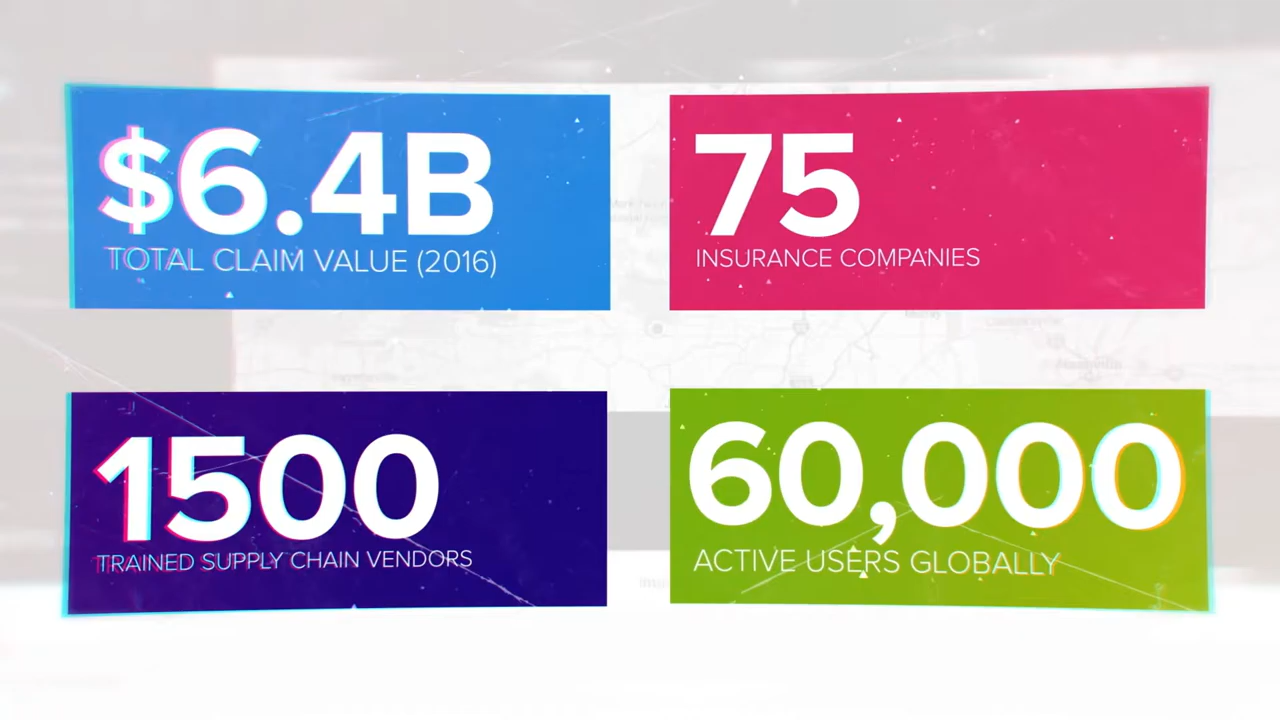 $6.4B
TOTAL CLAIM VALUE (2016)
75
INSURANCE COMPANIES
1500
TRAINED SUPPLY CHAIN VENDORS
60,000
ACTIVE USERS GLOBALLY